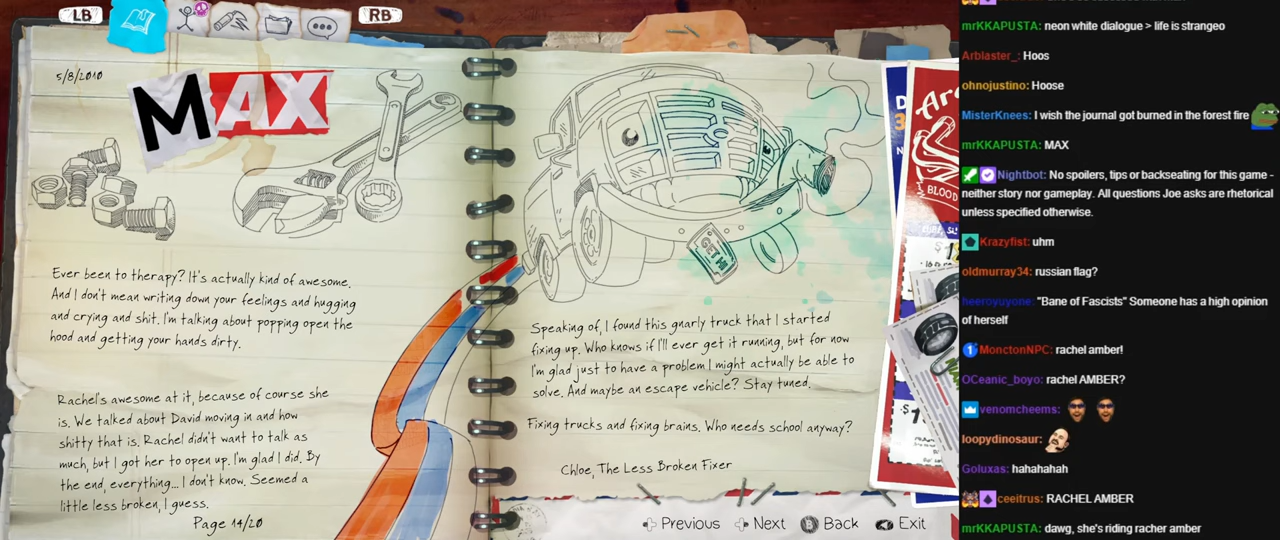 LB
RB
5/8/2010
MAX
Ever been to therapy? It's actually kind of awesome.
And I don't mean writing down your feelings and hugging
and crying and shit. I'm talking about popping open the
hood and getting your hands dirty.
Rachel's awesome at it, because of course she
is. We talked about David moving in and how
shitty that is. Rachel didn't want to talk as
much, but I got her to open up. I'm glad I did. By
the end, everything... I don't know. Seemed a
little less broken, I guess.
Page 14/20
GET
Speaking of, I found this gnarly truck that I started
fixing up. Who knows if I'll ever get it running, but for now
I'm glad just to have a problem I might actually be able to
solve. And maybe an escape vehicle? Stay tuned.
Fixing trucks and fixing brains. Who needs school anyway?
Chloe, The Less Broken Fixer
BLOOD
Previous
Next
B Back
Exit
mrKKAPUSTA: neon white dialogue > life is strangeo
Arblaster_: Hoos
ohnojustino: Hoose
MisterKnees: I wish the journal got burned in the forest fire
mrKKAPUSTA: MAX
Nightbot: No spoilers, tips or backseating for this game -
neither story nor gameplay. All questions Joe asks are rhetorical
unless specified otherwise.
Krazyfist: uhm
oldmurray34: russian flag?
heeroyuyone: "Bane of Fascists" Someone has a high opinion
of herself
1 MonctonNPC: rachel amber!
OCeanic_boyo: rachel AMBER?
venomcheems:
loopydinosaur:
Goluxas: hahahahah
ceeitrus: RACHEL AMBER
mrKKAPUSTA: dawg, she's riding racher amber